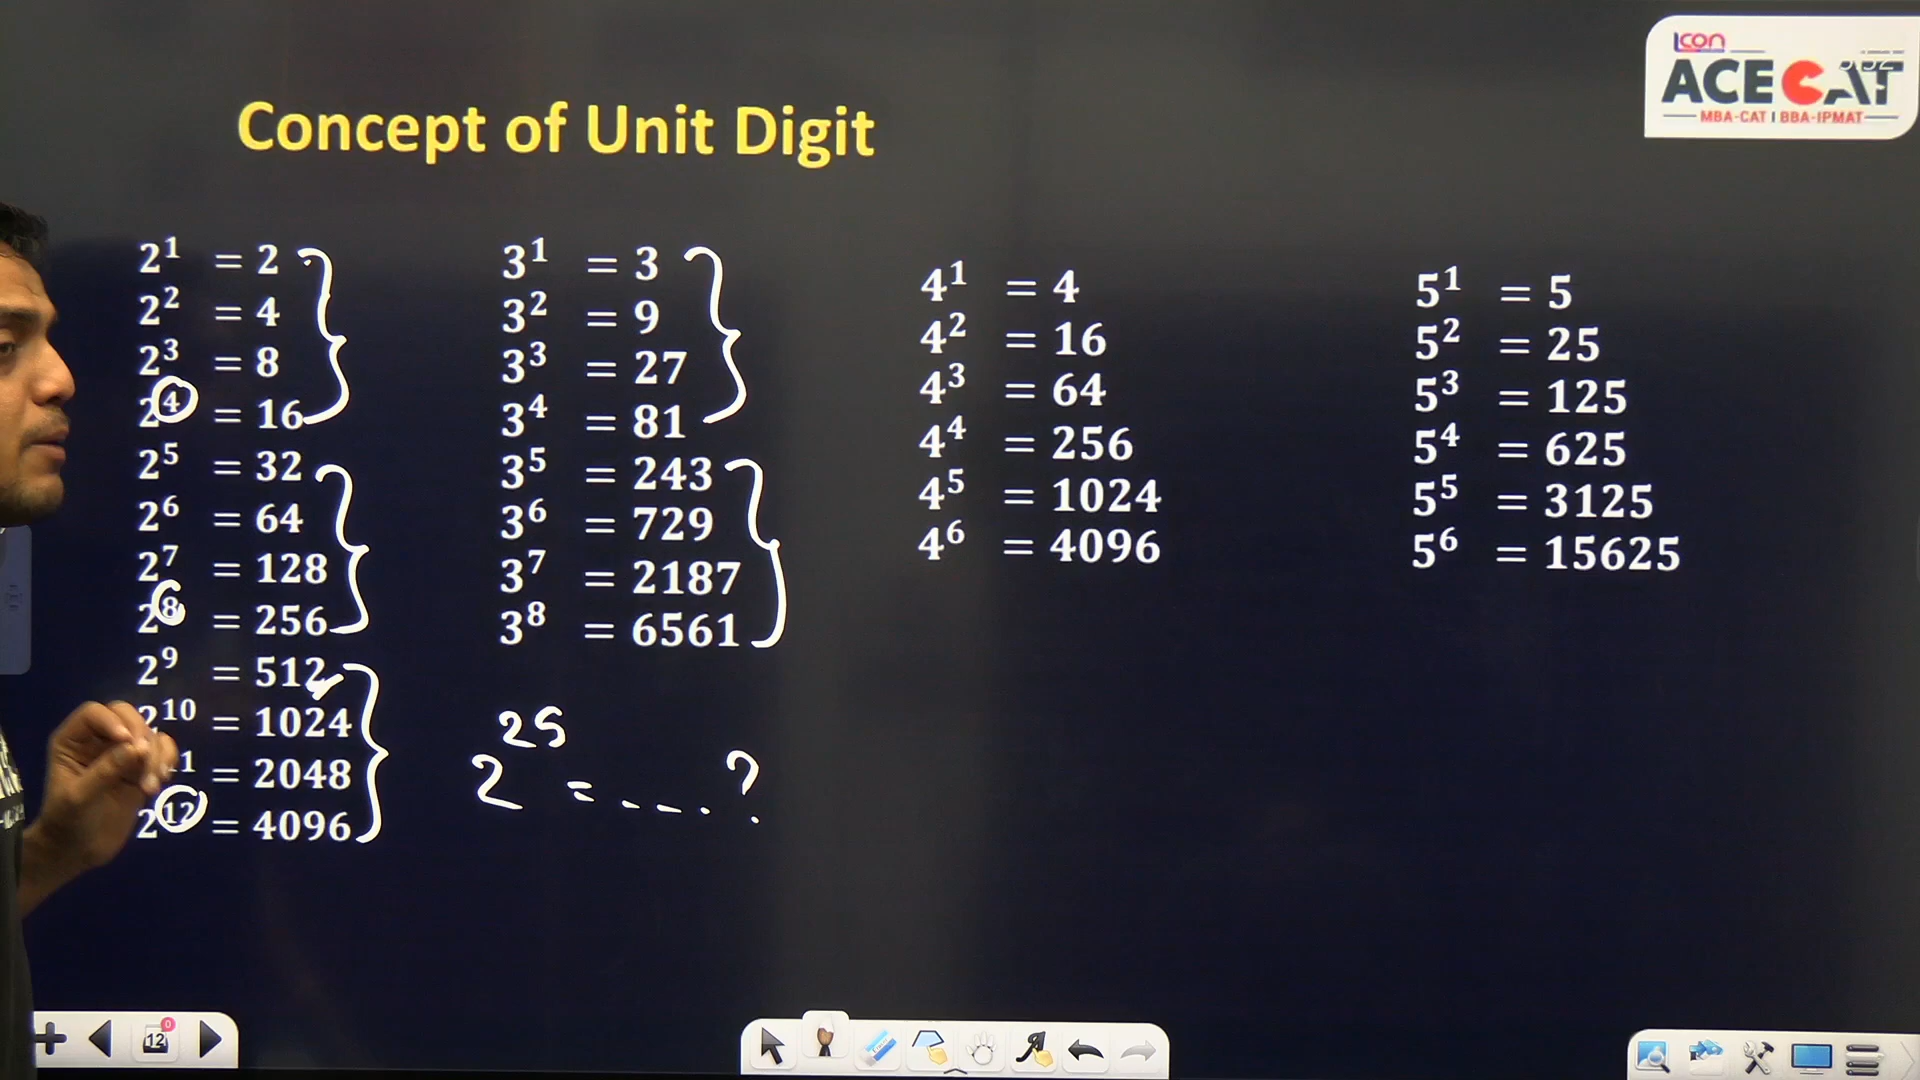 Icon
ACE CAT
MBA-CAT | BBA-IPMAT
Concept of Unit Digit
2¹ = 2
2² = 4
2³ = 8
2⁴ = 16
2⁵ = 32
2⁶ = 64
2⁷ = 128
2⁸ = 256
2⁹ = 512
2¹⁰ = 1024
= 2048
2¹² = 4096
3¹ = 3
3² = 9
3³ = 27
3⁴ = 81
3⁵ = 243
3⁶ = 729
3⁷ = 2187
3⁸ = 6561
2²⁵ = - - - . ?
4¹ = 4
4² = 16
4³ = 64
4⁴ = 256
4⁵ = 1024
4⁶ = 4096
5¹ = 5
5² = 25
5³ = 125
5⁴ = 625
5⁵ = 3125
5⁶ = 15625
12
0